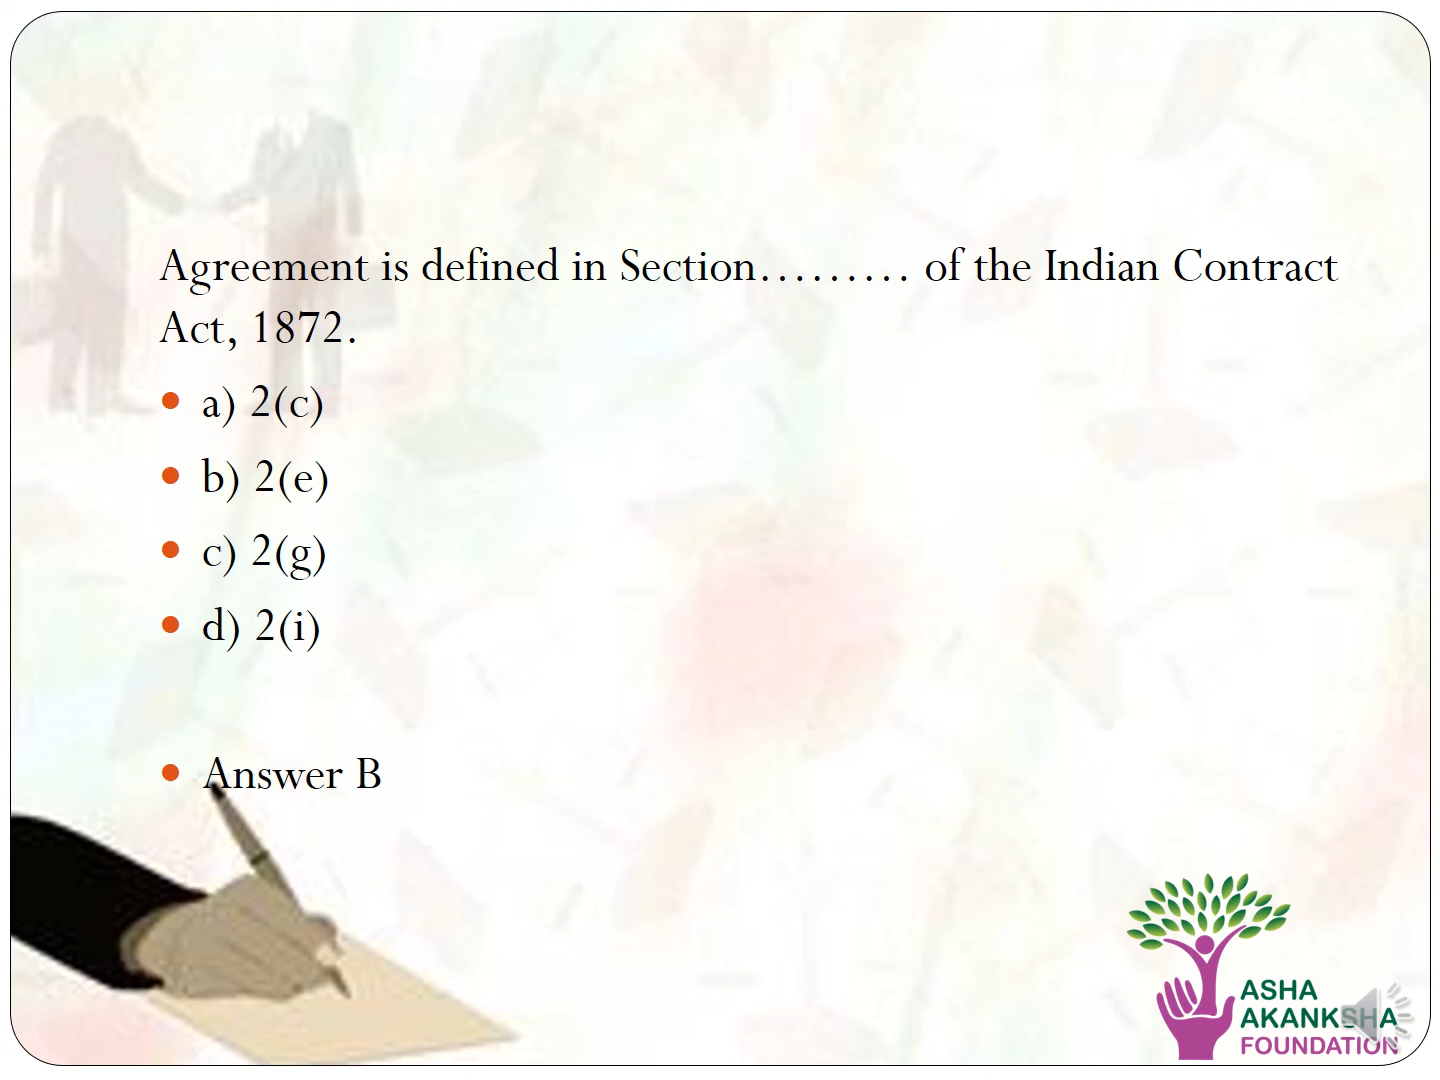 Agreement is defined in Section......... of the Indian Contract
Act, 1872.
• a) 2(c)
• b) 2(e)
• c) 2(g)
• d) 2(i)
• Answer B
ASHA
AKANKSHA
FOUNDATION